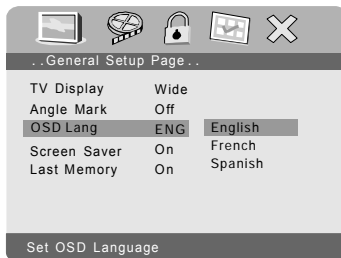 ..General Setup Page..
TV Display Wide
Angle Mark Off
OSD Lang ENG English
French
Screen Saver On
Spanish
Last Memory On
Set OSD Language